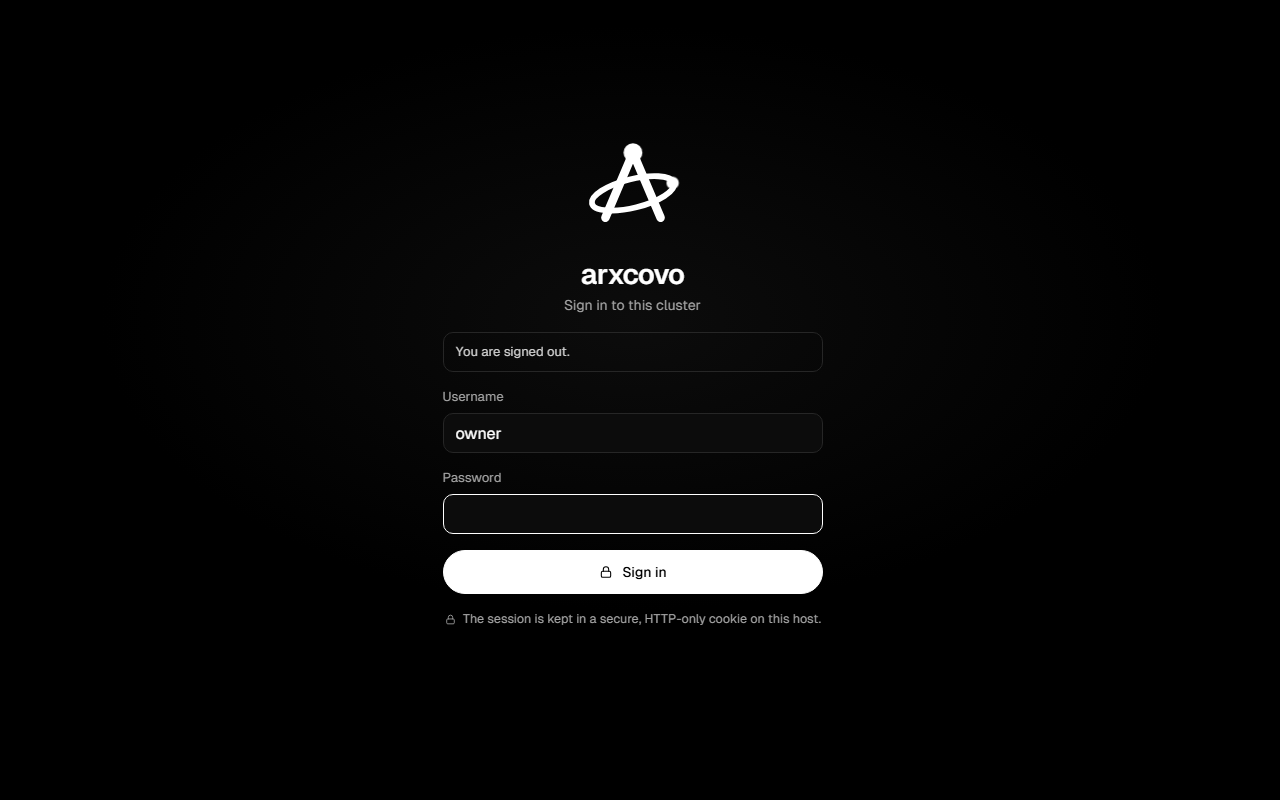 arxcovo
Sign in to this cluster
You are signed out.
Username
owner
Password
Sign in
The session is kept in a secure, HTTP-only cookie on this host.